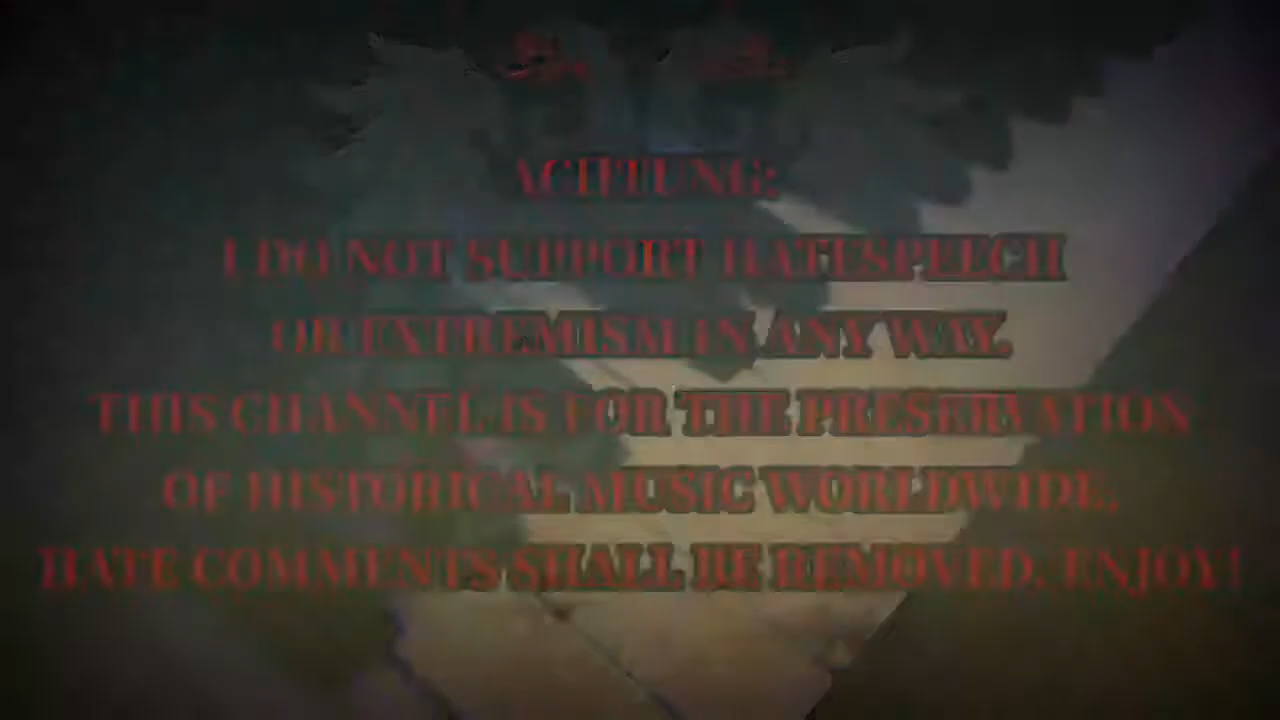 ACHTUNG:
I DO NOT SUPPORT HATESPEECH
OR EXTREMISM IN ANY WAY.
THIS CHANNEL IS FOR THE PRESERVATION
OF HISTORICAL MUSIC WORLDWIDE.
HATE COMMENTS SHALL BE REMOVED. ENJOY!